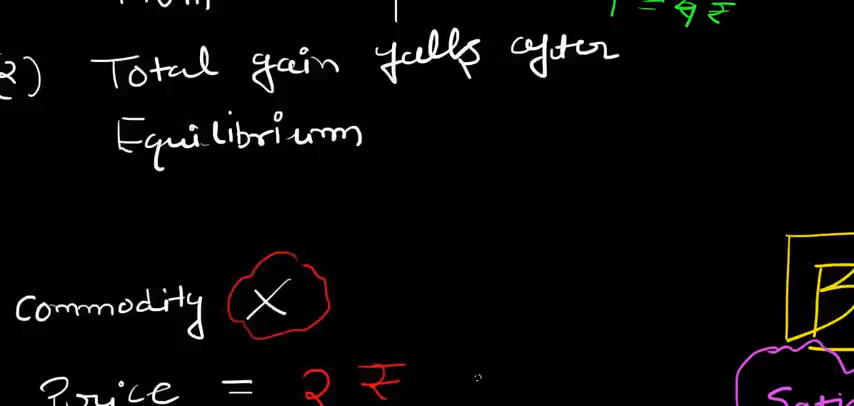 2) Total gain falls after
Equilibrium
Commodity X
B
Price = 2 ₹